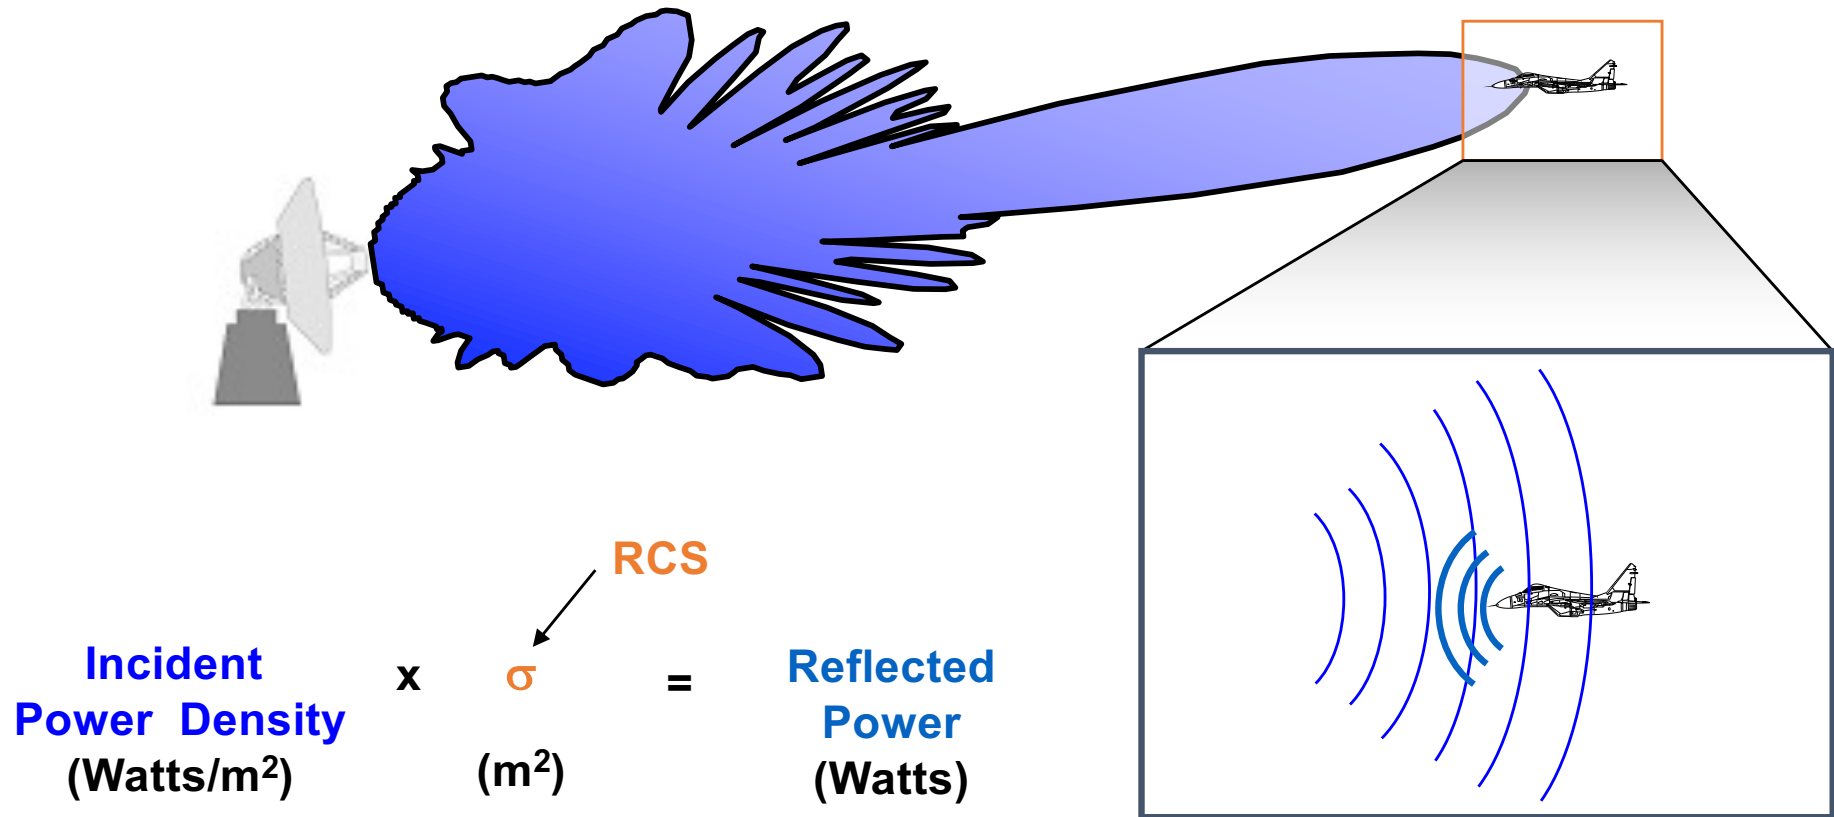 RCS
Incident
Power Density
(Watts/m²)
x
σ
(m²)
=
Reflected
Power
(Watts)